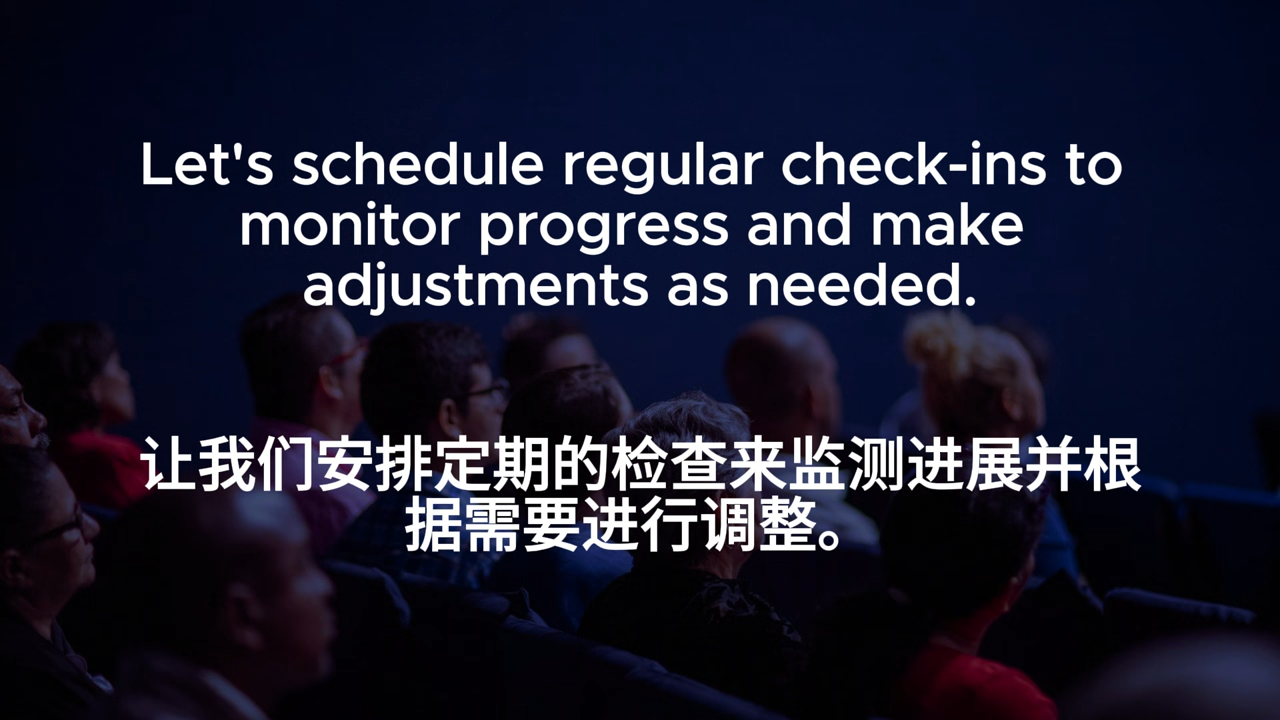 Let's schedule regular check-ins to
monitor progress and make
adjustments as needed.
让我们安排定期的检查来监测进展并根
据需要进行调整。